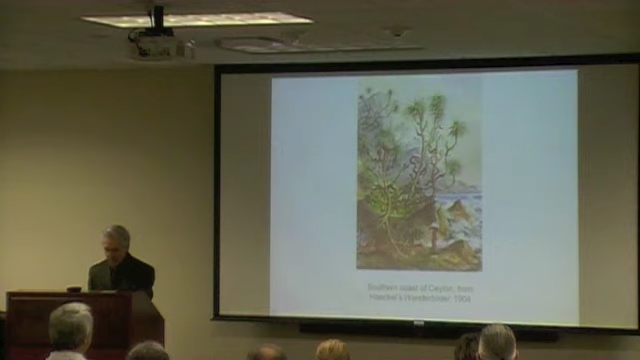 Southern coast of Ceylon, from
Haeckel's Wanderbilder, 1904